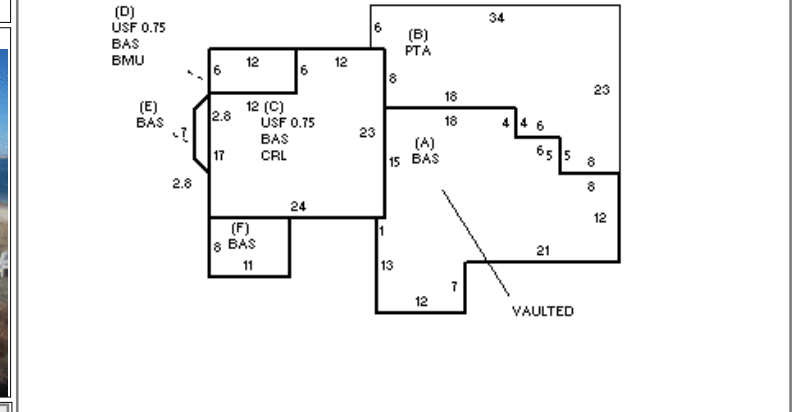 (D)
USF 0.75
BAS
BMU
34
6
(B)
PTA
12
12
6
6
8
23
18
(E)
BAS
2.8
12 (C)
USF 0.75
BAS
CRL
23
18
4
4
6
7
(A)
BAS
6
5
5
8
17
15
8
2.8
24
12
(F)
BAS
8
11
1
13
21
7
12
VAULTED